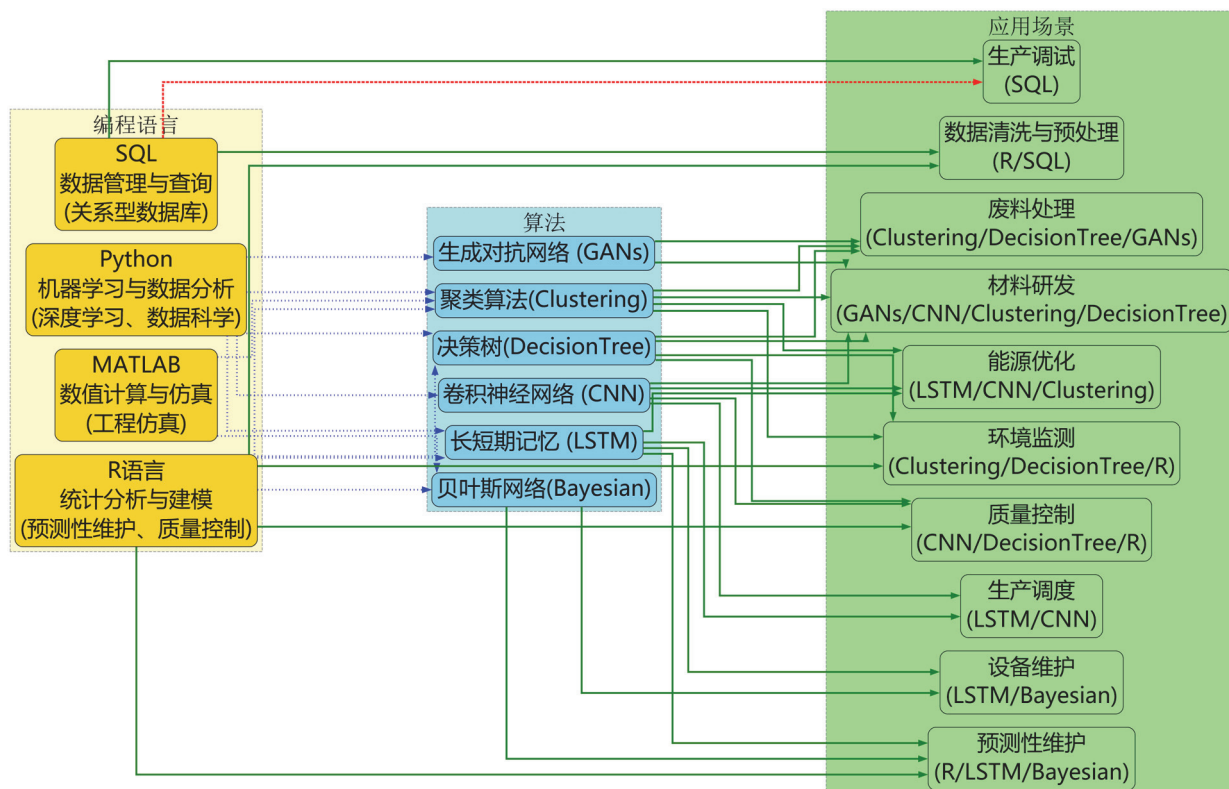 编程语言
SQL
数据管理与查询
(关系型数据库)
Python
机器学习与数据分析
(深度学习、数据科学)
MATLAB
数值计算与仿真
(工程仿真)
R语言
统计分析与建模
(预测性维护、质量控制)
算法
生成对抗网络 (GANs)
聚类算法(Clustering)
决策树(DecisionTree)
卷积神经网络 (CNN)
长短期记忆 (LSTM)
贝叶斯网络(Bayesian)
应用场景
生产调试
(SQL)
数据清洗与预处理
(R/SQL)
废料处理
(Clustering/DecisionTree/GANs)
材料研发
(GANs/CNN/Clustering/DecisionTree)
能源优化
(LSTM/CNN/Clustering)
环境监测
(Clustering/DecisionTree/R)
质量控制
(CNN/DecisionTree/R)
生产调度
(LSTM/CNN)
设备维护
(LSTM/Bayesian)
预测性维护
(R/LSTM/Bayesian)